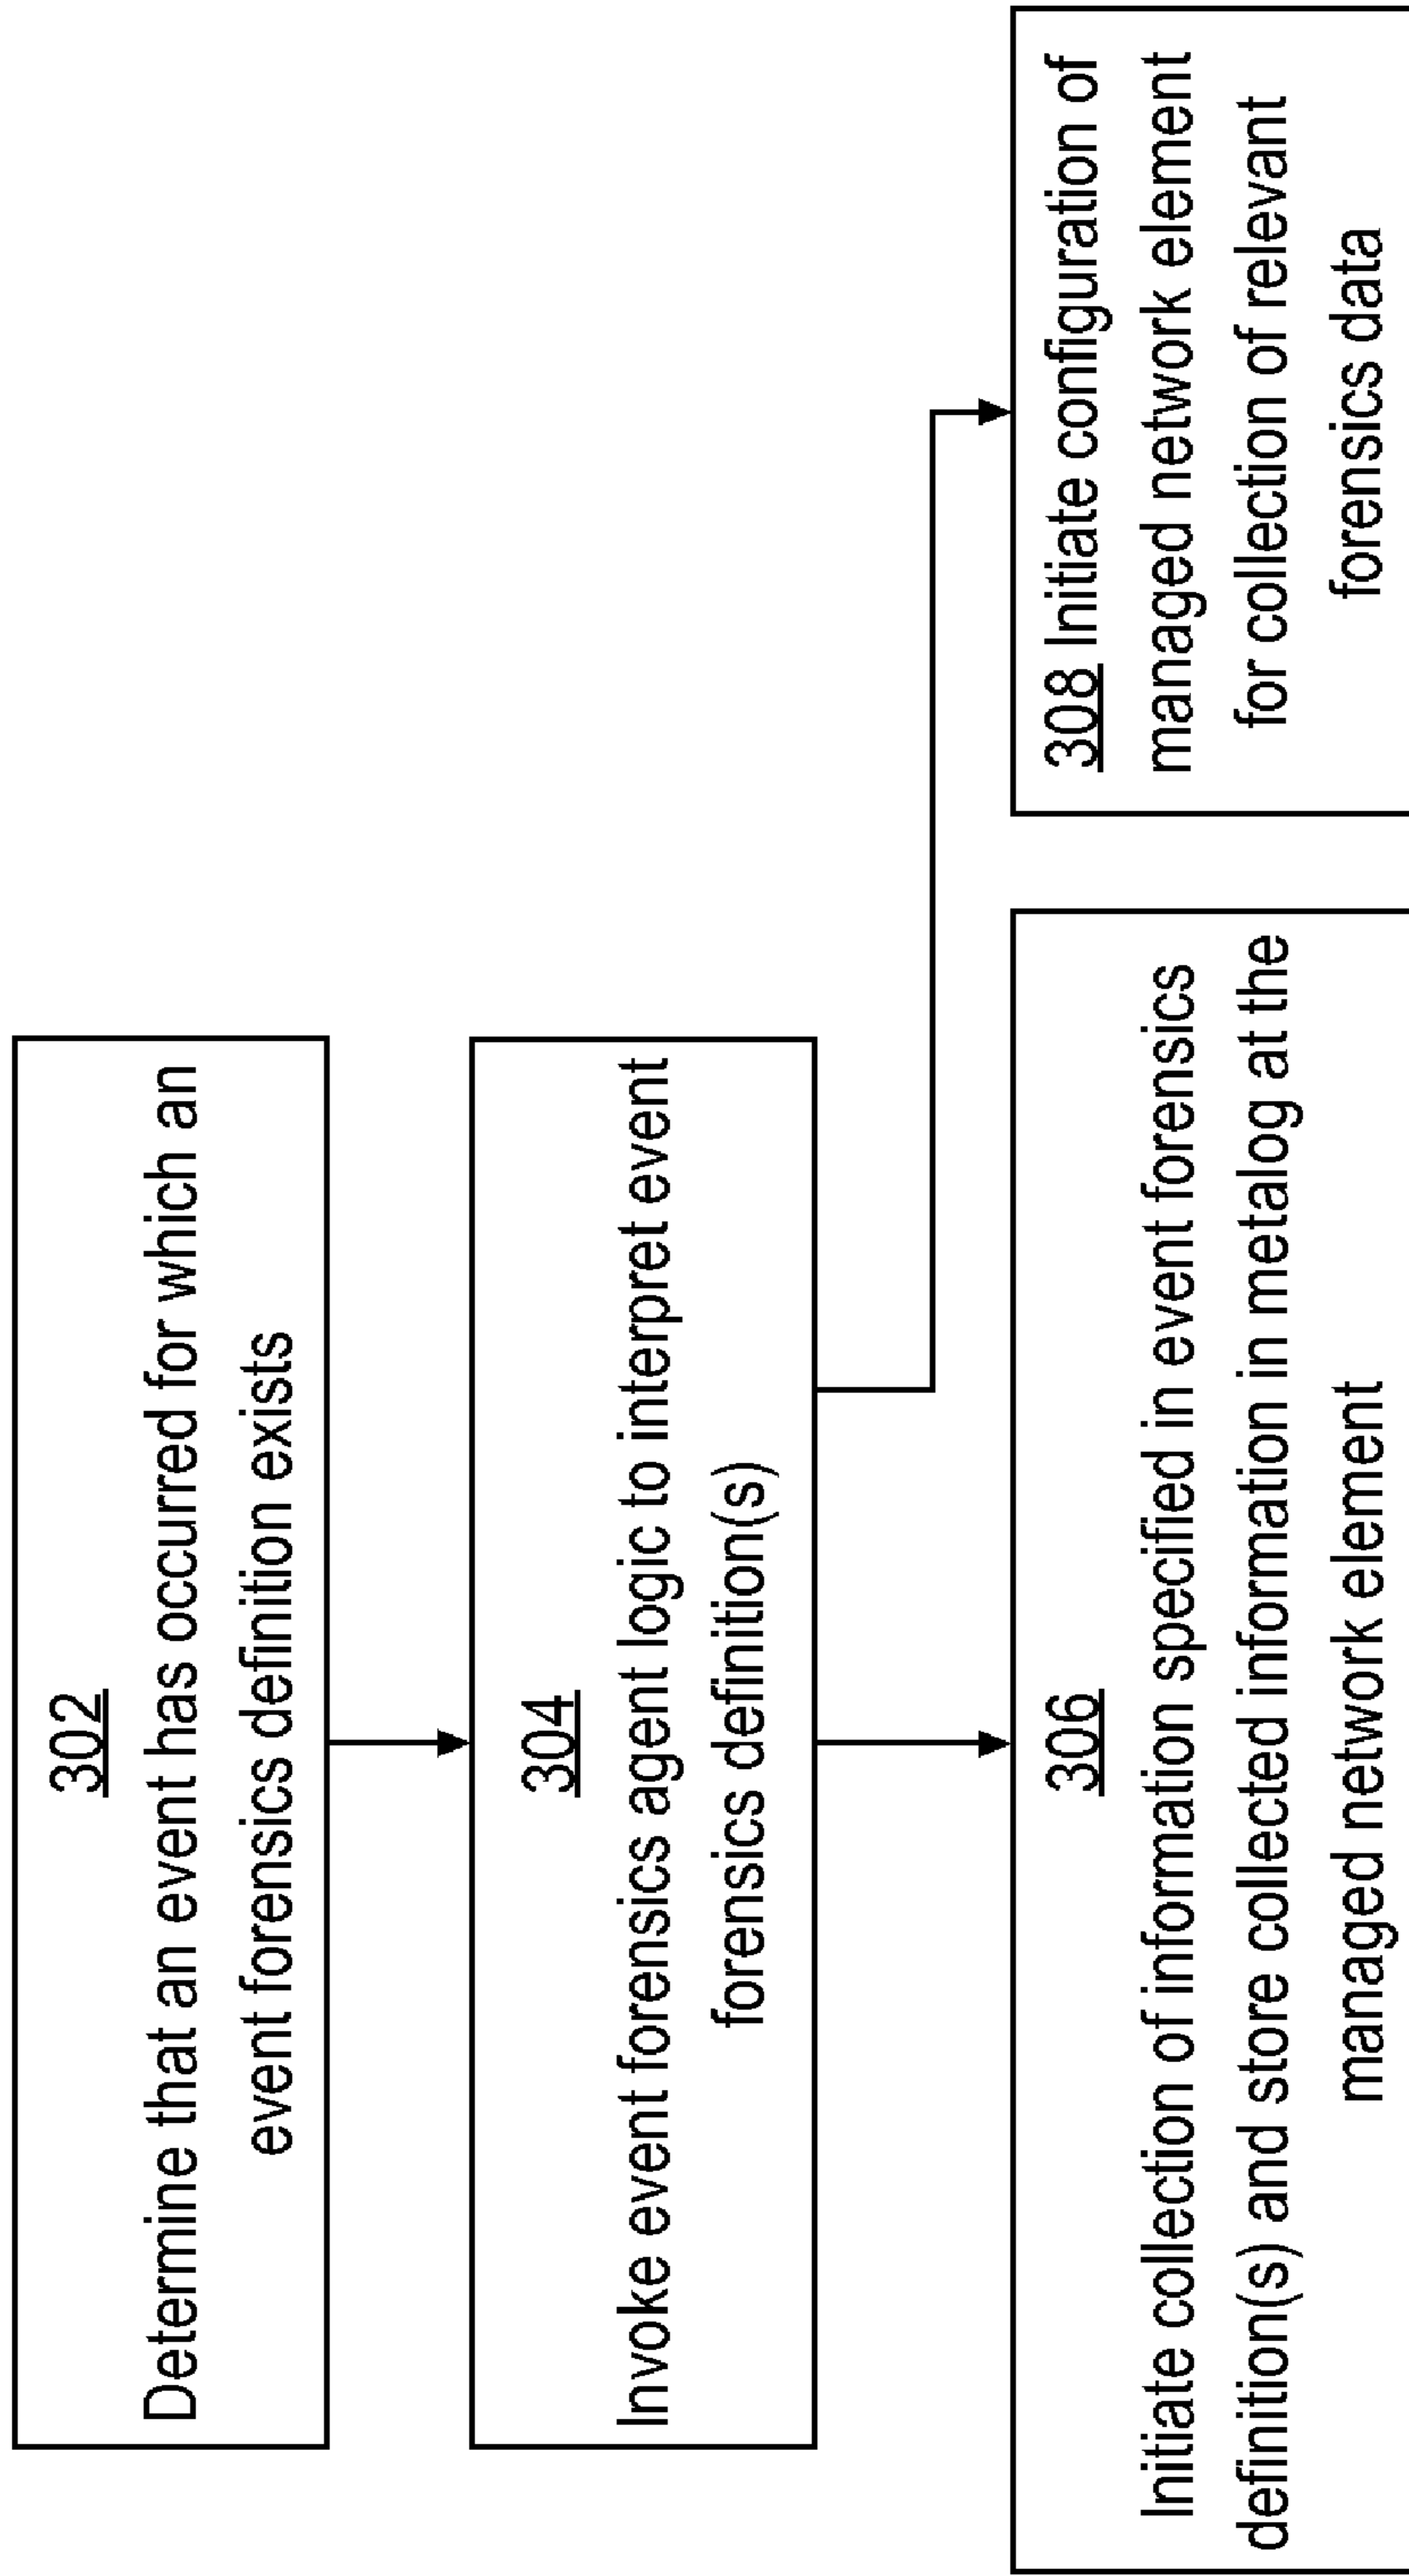 302
Determine that an event has occurred for which an
event forensics definition exists
304
Invoke event forensics agent logic to interpret event
forensics definition(s)
306
Initiate collection of information specified in event forensics
definition(s) and store collected information in metalog at the
managed network element
308 Initiate configuration of
managed network element
for collection of relevant
forensics data